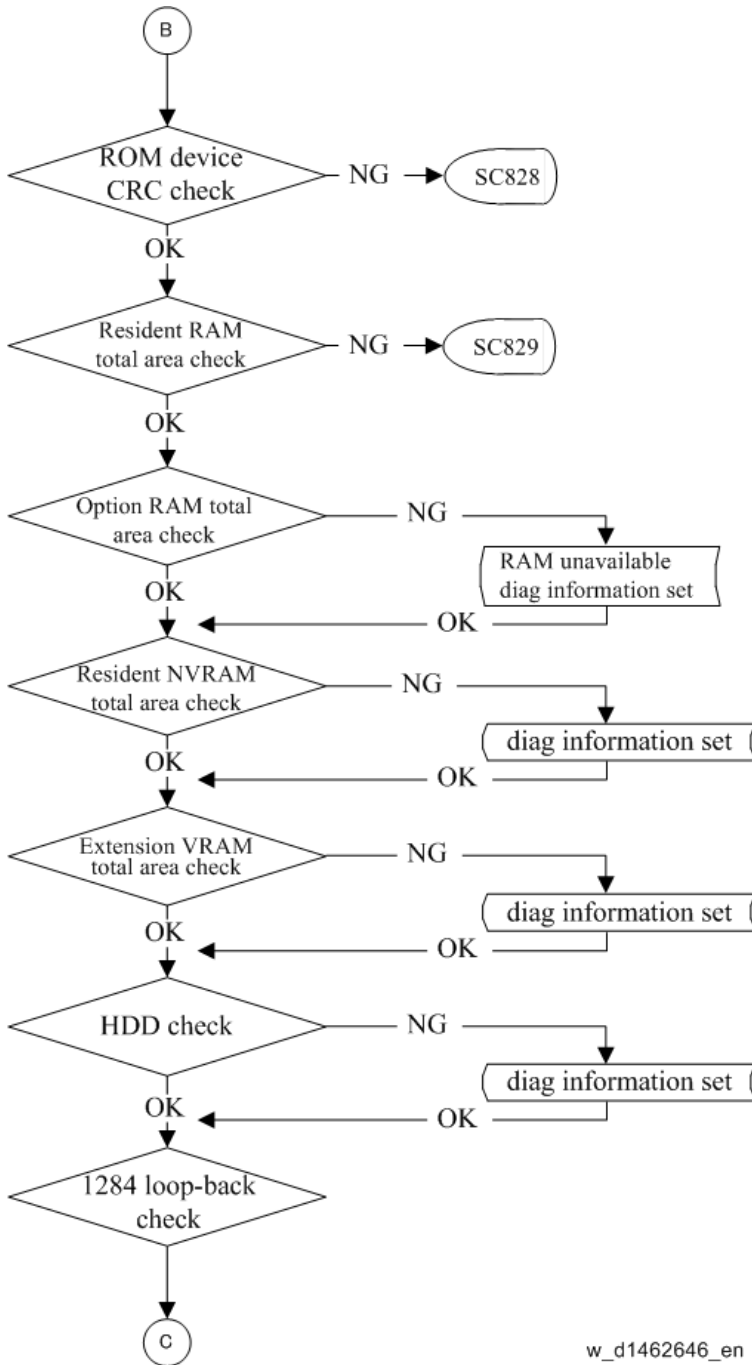 B
ROM device
CRC check
NG
SC828
OK
Resident RAM
total area check
NG
SC829
OK
Option RAM total
area check
NG
RAM unavailable
diag information set
OK
OK
Resident NVRAM
total area check
NG
diag information set
OK
OK
Extension VRAM
total area check
NG
diag information set
OK
OK
HDD check
NG
diag information set
OK
OK
1284 loop-back
check
C
w_d1462646_en